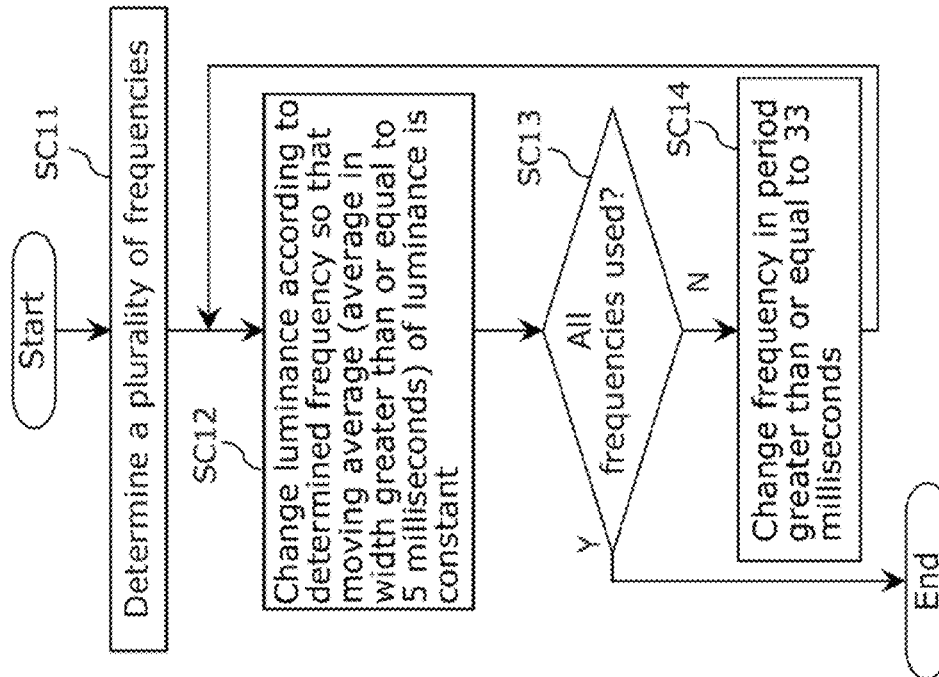 Start
SC11
Determine a plurality of frequencies
SC12
Change luminance according to
determined frequency so that
moving average (average in
width greater than or equal to
5 milliseconds) of luminance is
constant
SC13
All
frequencies used?
Y
N
SC14
Change frequency in period
greater than or equal to 33
milliseconds
End